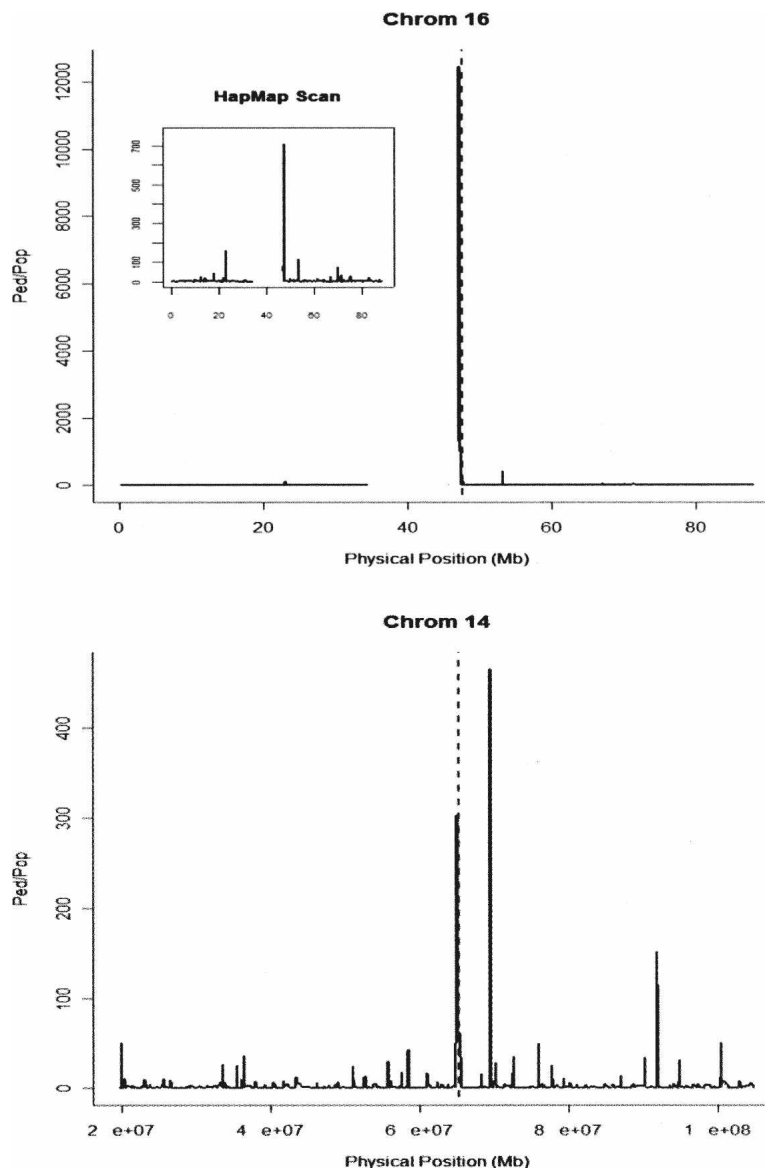 Chrom 16
HapMap Scan
Ped/Pop
12000
10000
8000
6000
4000
2000
0
700
500
300
100
0
0 20 40 60 80
0 20 40 60 80
Physical Position (Mb)
Chrom 14
Ped/Pop
400
300
200
100
0
2 e+07 4 e+07 6 e+07 8 e+07 1 e+08
Physical Position (Mb)